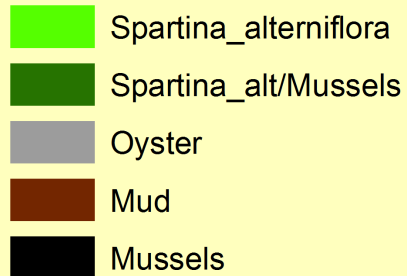 Spartina_alterniflora
Spartina_alt/Mussels
Oyster
Mud
Mussels